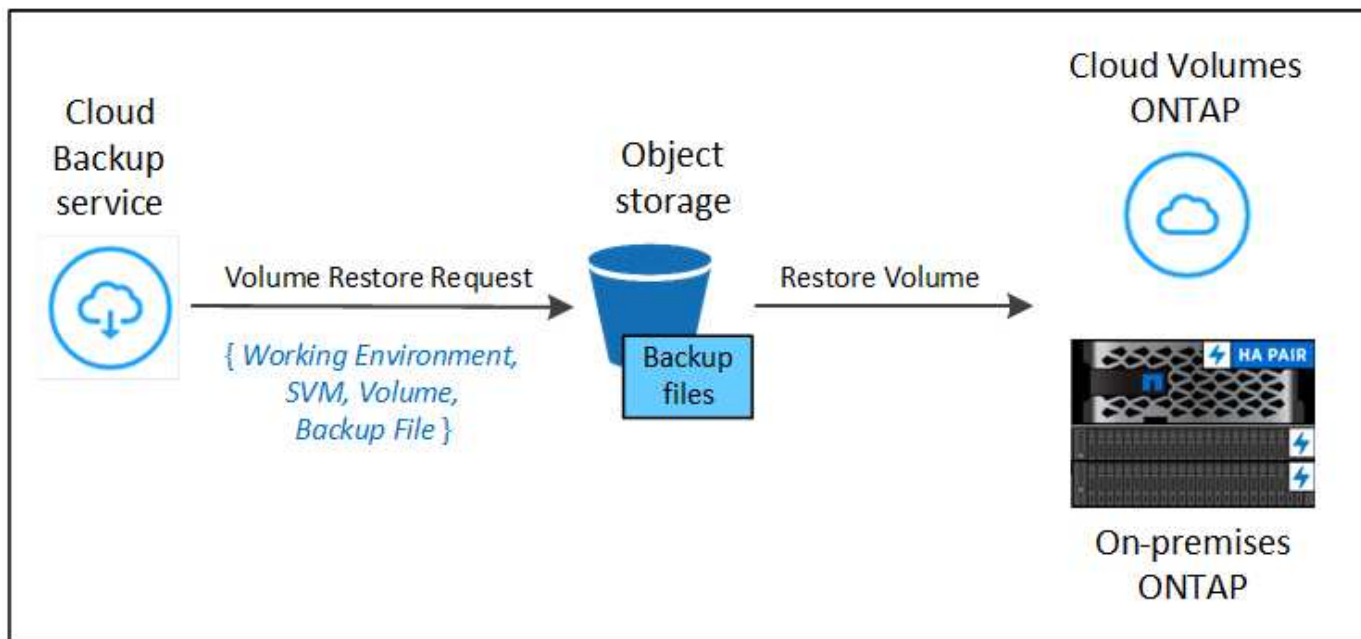 Cloud
Backup
service
Volume Restore Request
{ Working Environment,
SVM, Volume,
Backup File }
Object
storage
Backup
files
Restore Volume
Cloud Volumes
ONTAP
HA PAIR
On-premises
ONTAP